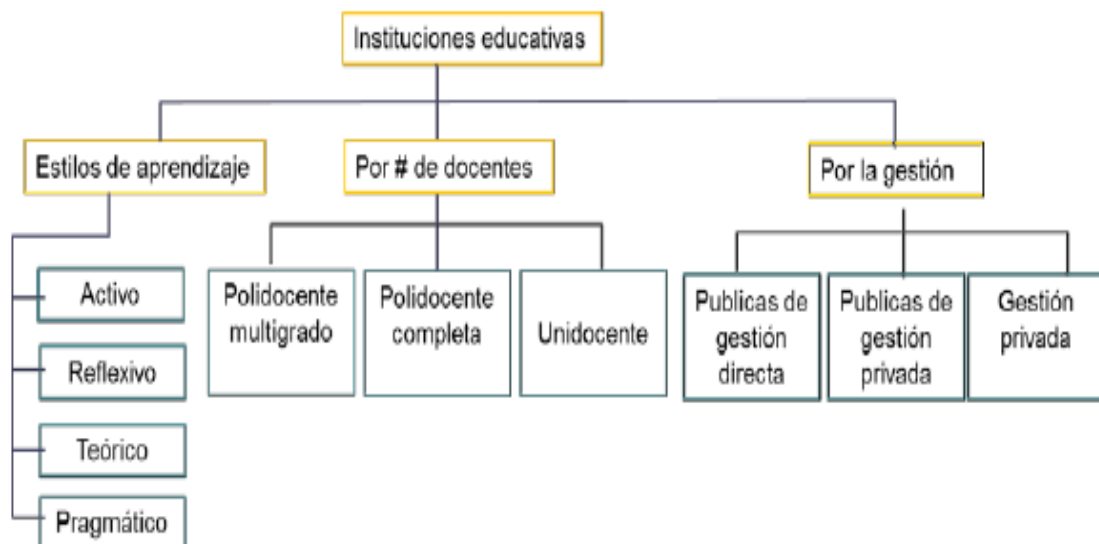 Instituciones educativas
Estilos de aprendizaje
Por # de docentes
Por la gestión
Activo
Reflexivo
Teórico
Pragmático
Polidocente
multigrado
Polidocente
completa
Unidocente
Publicas de
gestión
directa
Publicas de
gestión
privada
Gestión
privada